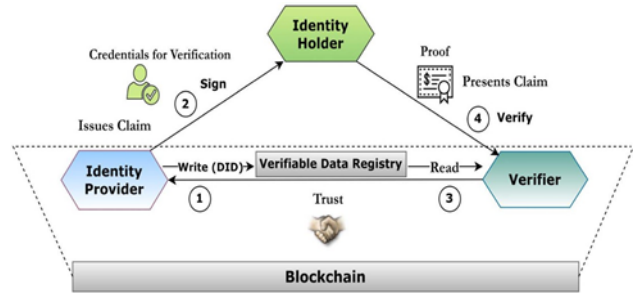 Identity
Holder
Credentials for Verification
Proof
Sign
2
Presents Claim
Issues Claim
4
Verify
Identity
Provider
Write (DID)
Verifiable Data Registry
Read
Verifier
1
Trust
3
Blockchain